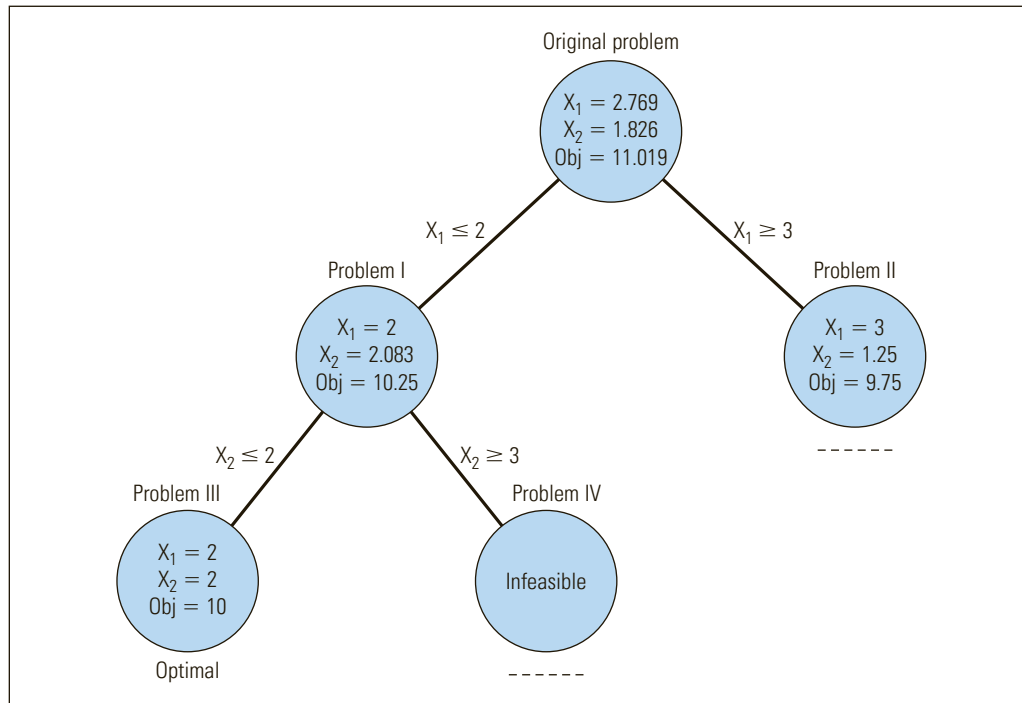 Original problem
X₁ = 2.769
X₂ = 1.826
Obj = 11.019
X₁ ≤ 2
X₁ ≥ 3
Problem I
X₁ = 2
X₂ = 2.083
Obj = 10.25
Problem II
X₁ = 3
X₂ = 1.25
Obj = 9.75
X₂ ≤ 2
X₂ ≥ 3
Problem III
X₁ = 2
X₂ = 2
Obj = 10
Optimal
Problem IV
Infeasible